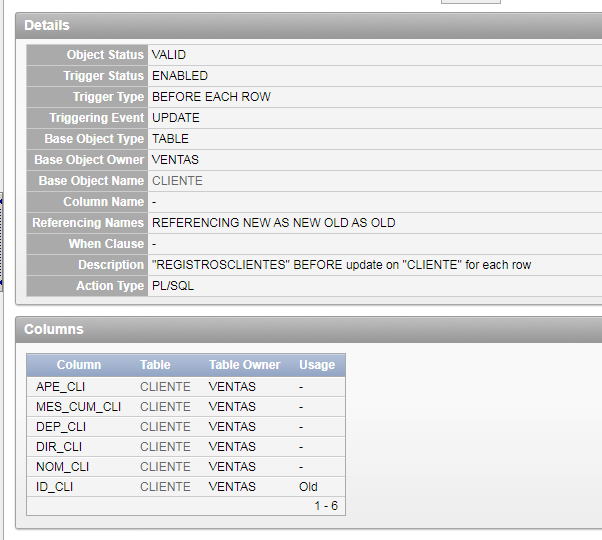 Details
Object Status VALID
Trigger Status ENABLED
Trigger Type BEFORE EACH ROW
Triggering Event UPDATE
Base Object Type TABLE
Base Object Owner VENTAS
Base Object Name CLIENTE
Column Name -
Referencing Names REFERENCING NEW AS NEW OLD AS OLD
When Clause -
Description "REGISTROSCLIENTES" BEFORE update on "CLIENTE" for each row
Action Type PL/SQL
Columns
Column Table Table Owner Usage
APE_CLI CLIENTE VENTAS -
MES_CUM_CLI CLIENTE VENTAS -
DEP_CLI CLIENTE VENTAS -
DIR_CLI CLIENTE VENTAS -
NOM_CLI CLIENTE VENTAS -
ID_CLI CLIENTE VENTAS Old
1 - 6